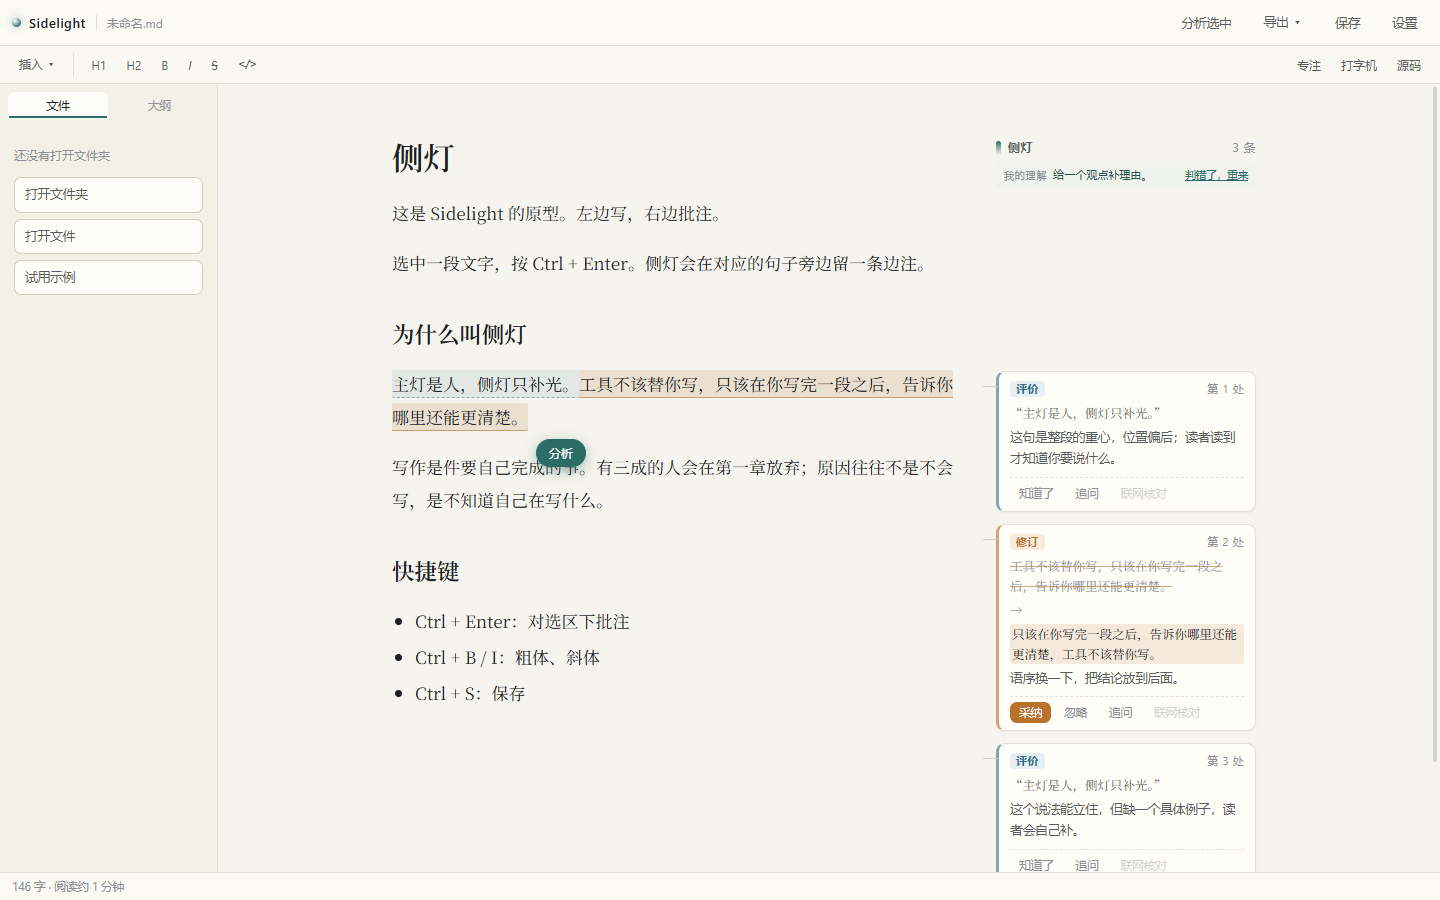 Sidelight 未命名.md 分析选中 导出 保存 设置
插入 H1 H2 B I S </> 专注 打字机 源码
文件 大纲
还没有打开文件夹
打开文件夹
打开文件
试用示例
侧灯
这是 Sidelight 的原型。左边写，右边批注。
选中一段文字，按 Ctrl + Enter。侧灯会在对应的句子旁边留一条边注。
为什么叫侧灯
主灯是人，侧灯只补光。工具不该替你写，只该在你写完一段之后，告诉你
哪里还能更清楚。
分析
写作是件要自己完成的事。有三成的人会在第一章放弃；原因往往不是不会
写，是不知道自己在写什么。
快捷键
Ctrl + Enter：对选区下批注
Ctrl + B / I：粗体、斜体
Ctrl + S：保存
侧灯 3 条
我的理解 给一个观点补理由。 判错了，重来
评价 第 1 处
“主灯是人，侧灯只补光。”
这句是整段的重心，位置偏后；读者读到
才知道你要说什么。
知道了 追问 联网核对
修订 第 2 处
工具不该替你写，只该在你写完一段之
后，告诉你哪里还能更清楚。
→
只该在你写完一段之后，告诉你哪里还能
更清楚，工具不该替你写。
语序换一下，把结论放到后面。
采纳 忽略 追问 联网核对
评价 第 3 处
“主灯是人，侧灯只补光。”
这个说法能立住，但缺一个具体例子，读
者会自己补。
知道了 追问 联网核对
146 字 · 阅读约 1 分钟